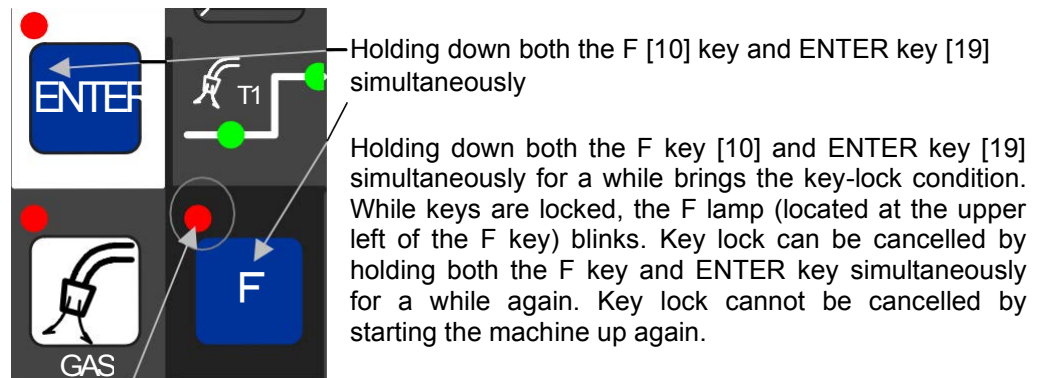 ENTER
T1
GAS
F
Holding down both the F [10] key and ENTER key [19]
simultaneously
Holding down both the F key [10] and ENTER key [19]
simultaneously for a while brings the key-lock condition.
While keys are locked, the F lamp (located at the upper
left of the F key) blinks. Key lock can be cancelled by
holding both the F key and ENTER key simultaneously
for a while again. Key lock cannot be cancelled by
starting the machine up again.